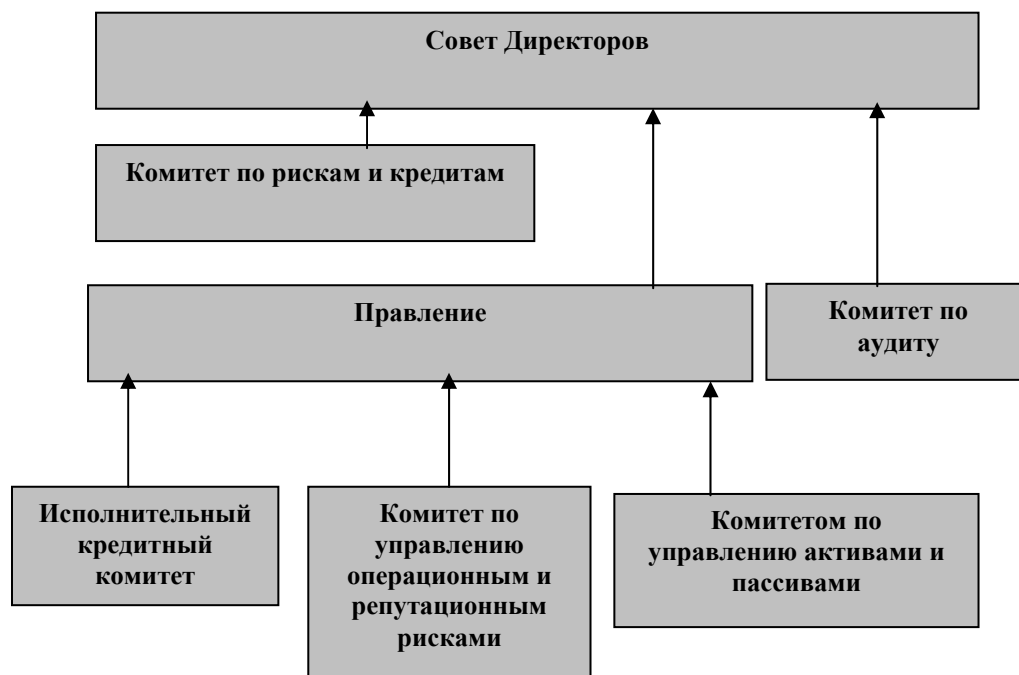 Совет Директоров
Комитет по рискам и кредитам
Правление
Комитет по
аудиту
Исполнительный
кредитный
комитет
Комитет по
управлению
операционным и
репутационным
рисками
Комитетом по
управлению активами и
пассивами